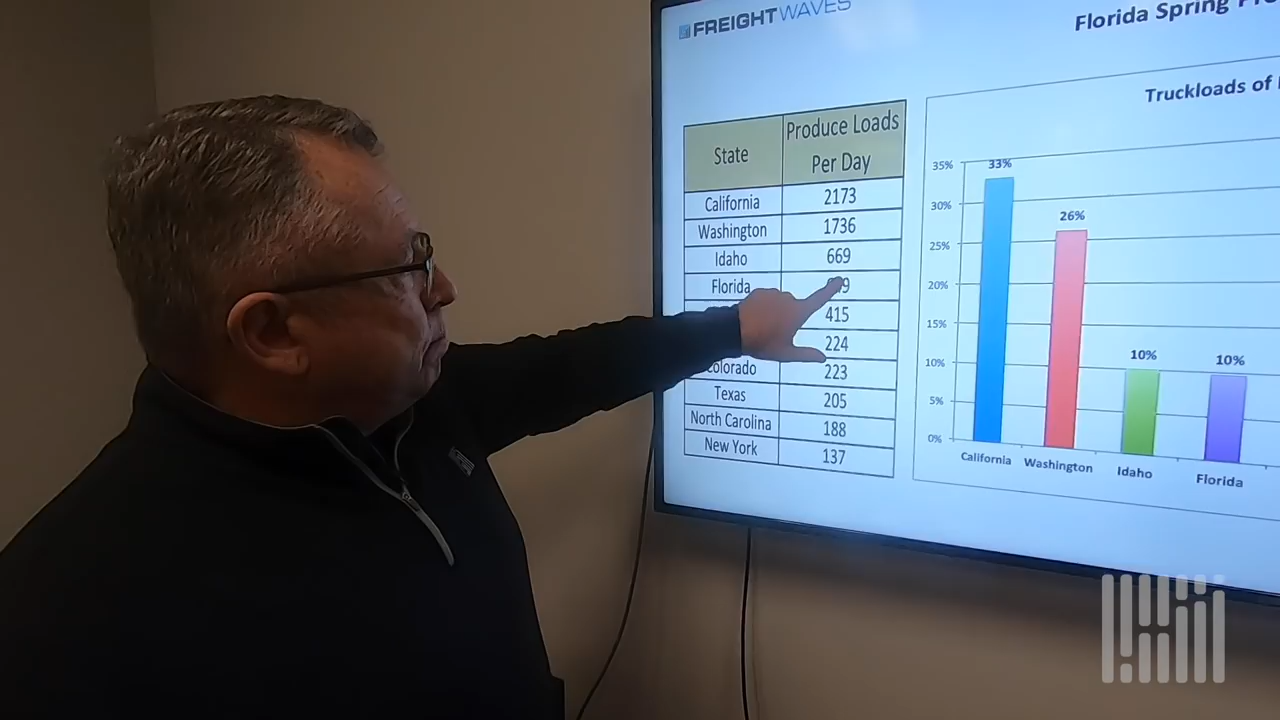 FREIGHTWAVES
Florida Spring
Truckloads of
State Produce Loads Per Day
California 2173
Washington 1736
Idaho 669
Florida
415
224
Colorado 223
Texas 205
North Carolina 188
New York 137
35%
30%
25%
20%
15%
10%
5%
0%
33%
26%
10%
10%
California Washington Idaho Florida